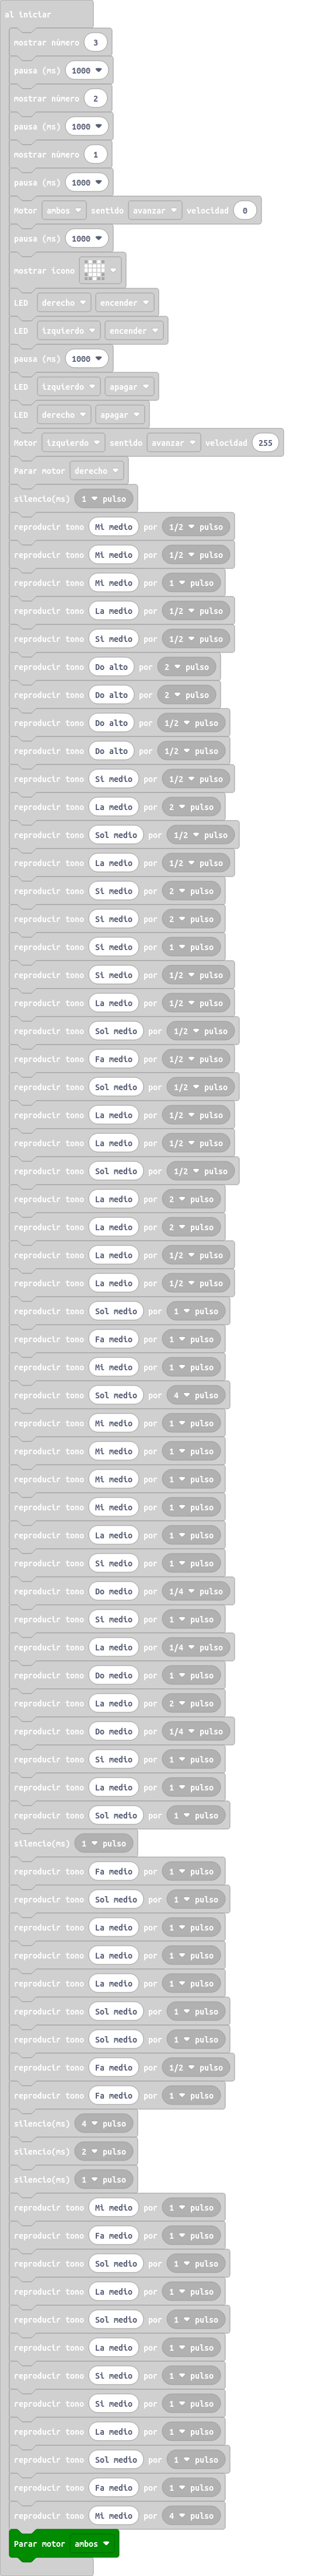 al iniciar
mostrar número 3
pausa (ms) 1000
mostrar número 2
pausa (ms) 1000
mostrar número 1
pausa (ms) 1000
Motor ambos sentido avanzar velocidad 0
pausa (ms) 1000
mostrar icono
LED derecho encender
LED izquierdo encender
pausa (ms) 1000
LED izquierdo apagar
LED derecho apagar
Motor izquierdo sentido avanzar velocidad 255
Parar motor derecho
silencio(ms) 1 pulso
reproducir tono Mi medio por 1/2 pulso
reproducir tono Mi medio por 1/2 pulso
reproducir tono Mi medio por 1 pulso
reproducir tono La medio por 1/2 pulso
reproducir tono Si medio por 1/2 pulso
reproducir tono Do alto por 2 pulso
reproducir tono Do alto por 2 pulso
reproducir tono Do alto por 1/2 pulso
reproducir tono Do alto por 1/2 pulso
reproducir tono Si medio por 1/2 pulso
reproducir tono La medio por 2 pulso
reproducir tono Sol medio por 1/2 pulso
reproducir tono La medio por 1/2 pulso
reproducir tono Si medio por 2 pulso
reproducir tono Si medio por 2 pulso
reproducir tono Si medio por 1 pulso
reproducir tono Si medio por 1/2 pulso
reproducir tono La medio por 1/2 pulso
reproducir tono Sol medio por 1/2 pulso
reproducir tono Fa medio por 1/2 pulso
reproducir tono Sol medio por 1/2 pulso
reproducir tono La medio por 1/2 pulso
reproducir tono La medio por 1/2 pulso
reproducir tono Sol medio por 1/2 pulso
reproducir tono La medio por 2 pulso
reproducir tono La medio por 2 pulso
reproducir tono La medio por 1/2 pulso
reproducir tono La medio por 1/2 pulso
reproducir tono Sol medio por 1 pulso
reproducir tono Fa medio por 1 pulso
reproducir tono Mi medio por 1 pulso
reproducir tono Sol medio por 4 pulso
reproducir tono Mi medio por 1 pulso
reproducir tono Mi medio por 1 pulso
reproducir tono Mi medio por 1 pulso
reproducir tono Mi medio por 1 pulso
reproducir tono La medio por 1 pulso
reproducir tono Si medio por 1 pulso
reproducir tono Do medio por 1/4 pulso
reproducir tono Si medio por 1 pulso
reproducir tono La medio por 1/4 pulso
reproducir tono Do medio por 1 pulso
reproducir tono La medio por 2 pulso
reproducir tono Do medio por 1/4 pulso
reproducir tono Si medio por 1 pulso
reproducir tono La medio por 1 pulso
reproducir tono Sol medio por 1 pulso
silencio(ms) 1 pulso
reproducir tono Fa medio por 1 pulso
reproducir tono Sol medio por 1 pulso
reproducir tono La medio por 1 pulso
reproducir tono La medio por 1 pulso
reproducir tono La medio por 1 pulso
reproducir tono Sol medio por 1 pulso
reproducir tono Sol medio por 1 pulso
reproducir tono Fa medio por 1/2 pulso
reproducir tono Fa medio por 1 pulso
silencio(ms) 4 pulso
silencio(ms) 2 pulso
silencio(ms) 1 pulso
reproducir tono Mi medio por 1 pulso
reproducir tono Fa medio por 1 pulso
reproducir tono Sol medio por 1 pulso
reproducir tono La medio por 1 pulso
reproducir tono Sol medio por 1 pulso
reproducir tono La medio por 1 pulso
reproducir tono Si medio por 1 pulso
reproducir tono Si medio por 1 pulso
reproducir tono La medio por 1 pulso
reproducir tono Sol medio por 1 pulso
reproducir tono Fa medio por 1 pulso
reproducir tono Mi medio por 4 pulso
Parar motor ambos